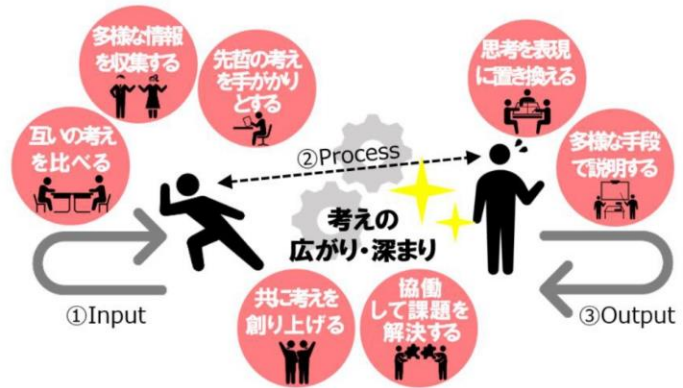 多様な情報
を収集する
先哲の考え
を手がかり
とする
互いの考え
を比べる
思考を表現
に置き換える
多様な手段
で説明する
②Process
考えの
広がり・深まり
①Input
③Output
共に考えを
創り上げる
協働
して課題を
解決する